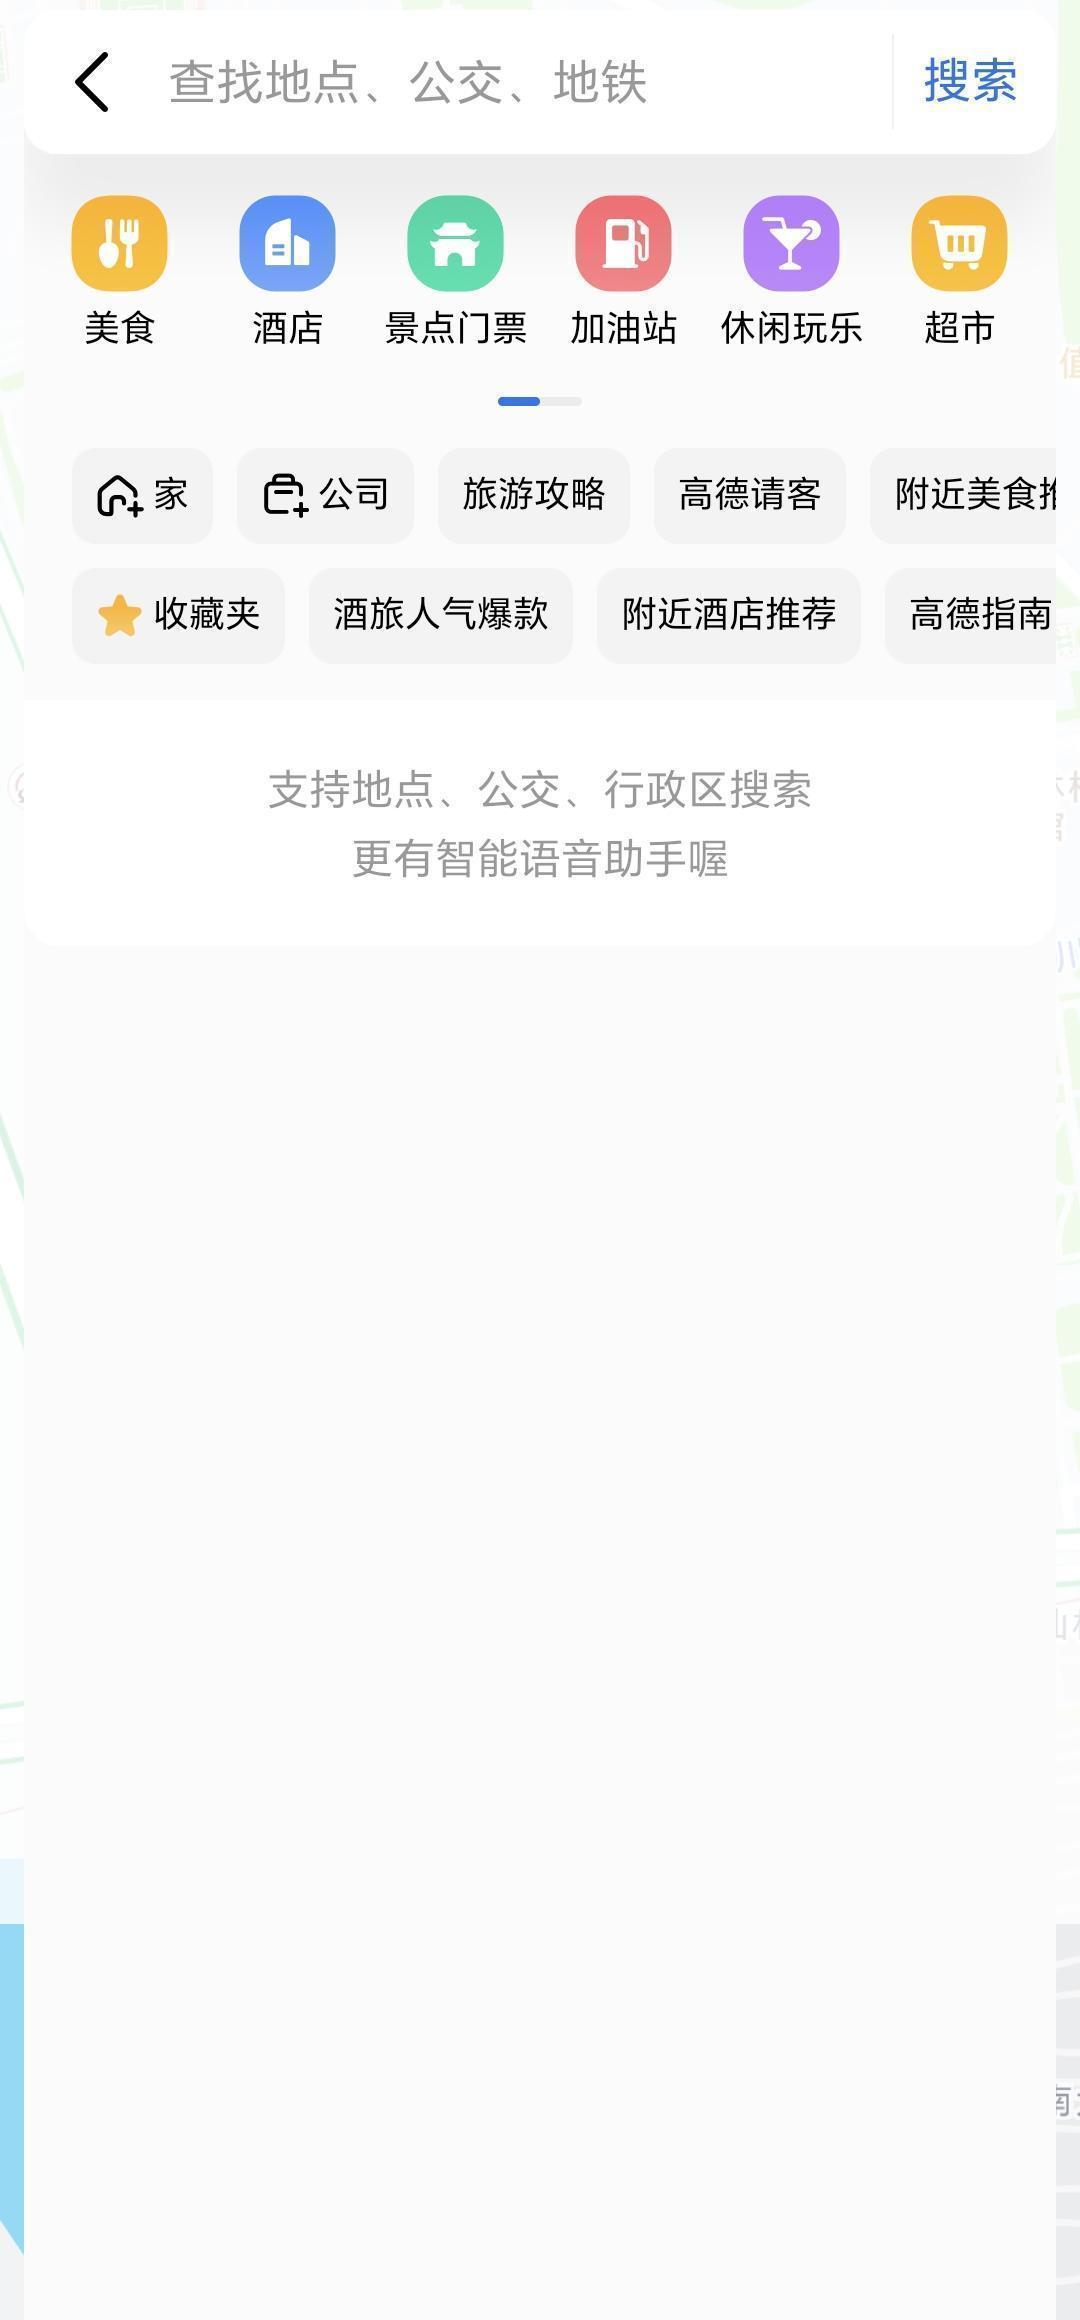 查找地点、公交、地铁
搜索
美食
酒店
景点门票
加油站
休闲玩乐
超市
家
公司
旅游攻略
高德请客
附近美食
收藏夹
酒旅人气爆款
附近酒店推荐
高德指南
支持地点、公交、行政区搜索
更有智能语音助手喔